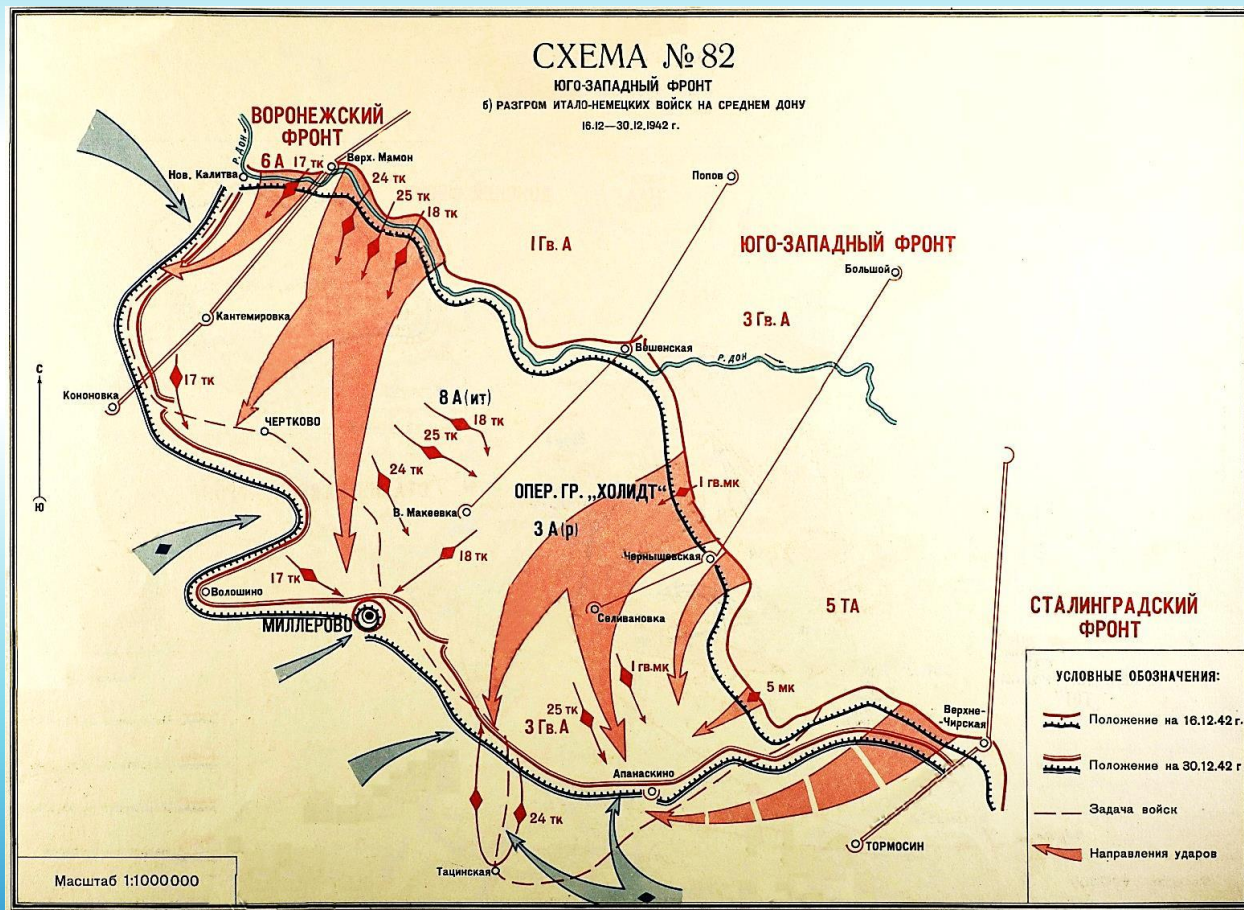 СХЕМА № 82
ЮГО-ЗАПАДНЫЙ ФРОНТ
б) РАЗГРОМ ИТАЛО-НЕМЕЦКИХ ВОЙСК НА СРЕДНЕМ ДОНУ
16.12—30.12.1942 г.
ВОРОНЕЖСКИЙ
ФРОНТ
Р. ДОН
6 А
17 тк
Верх. Мамон
Нов. Калитва
24 тк
25 тк
18 тк
Попов
1 Гв. А
ЮГО-ЗАПАДНЫЙ ФРОНТ
Большой
3 Гв. А
Кантемировка
Вешенская
Р. ДОН
С
Ю
17 тк
Кононовка
8 А (ит)
18 тк
ЧЕРТКОВО
25 тк
24 тк
ОПЕР. ГР. „ХОЛИДТ“
1 гв.мк
В. Макеевка
3 А (р)
18 тк
Чернышевская
17 тк
Волошино
МИЛЛЕРОВО
Селивановка
5 ТА
СТАЛИНГРАДСКИЙ
ФРОНТ
1 гв.мк
5 мк
25 тк
3 Гв. А
Верхне-
Чирская
Апанаскино
24 тк
Тацинская
ТОРМОСИН
УСЛОВНЫЕ ОБОЗНАЧЕНИЯ:
Положение на 16.12.42 г.
Положение на 30.12.42 г
Задача войск
Направления ударов
Масштаб 1:1000000